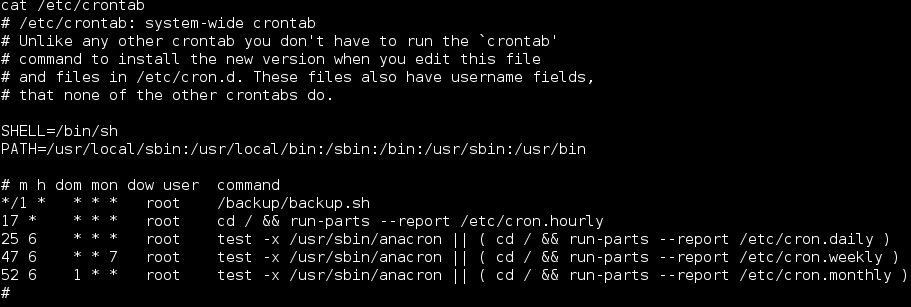 cat /etc/crontab
# /etc/crontab: system-wide crontab
# Unlike any other crontab you don't have to run the `crontab'
# command to install the new version when you edit this file
# and files in /etc/cron.d. These files also have username fields,
# that none of the other crontabs do.

SHELL=/bin/sh
PATH=/usr/local/sbin:/usr/local/bin:/sbin:/bin:/usr/sbin:/usr/bin

# m h dom mon dow user  command
*/1 *   * * *   root    /backup/backup.sh
17 *    * * *   root    cd / && run-parts --report /etc/cron.hourly
25 6    * * *   root    test -x /usr/sbin/anacron || ( cd / && run-parts --report /etc/cron.daily )
47 6    * * 7   root    test -x /usr/sbin/anacron || ( cd / && run-parts --report /etc/cron.weekly )
52 6    1 * *   root    test -x /usr/sbin/anacron || ( cd / && run-parts --report /etc/cron.monthly )
#